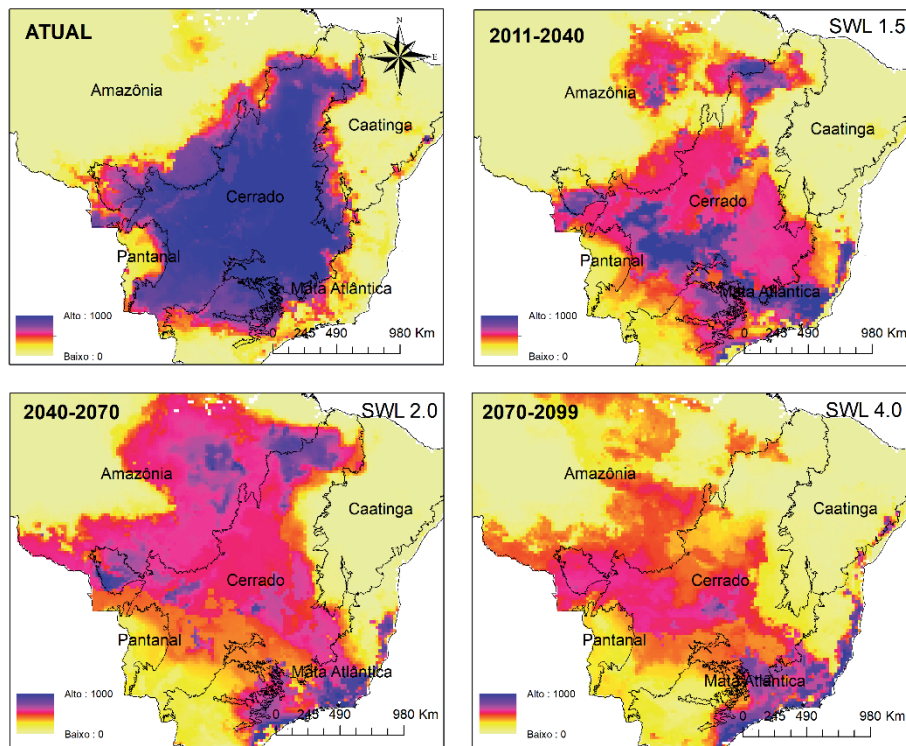 ATUAL
N
E
S
Amazônia
Caatinga
Cerrado
Pantanal
Mata Atlântica
Alto : 1000
Baixo : 0
0 245 490 980 Km
2011-2040
SWL 1.5
Amazônia
Caatinga
Cerrado
Pantanal
Mata Atlântica
Alto : 1000
Baixo : 0
0 245 490 980 Km
2040-2070
SWL 2.0
Amazônia
Caatinga
Cerrado
Pantanal
Mata Atlântica
Alto : 1000
Baixo : 0
0 245 490 980 Km
2070-2099
SWL 4.0
Amazônia
Caatinga
Cerrado
Pantanal
Mata Atlântica
Alto : 1000
Baixo : 0
0 245 490 980 Km